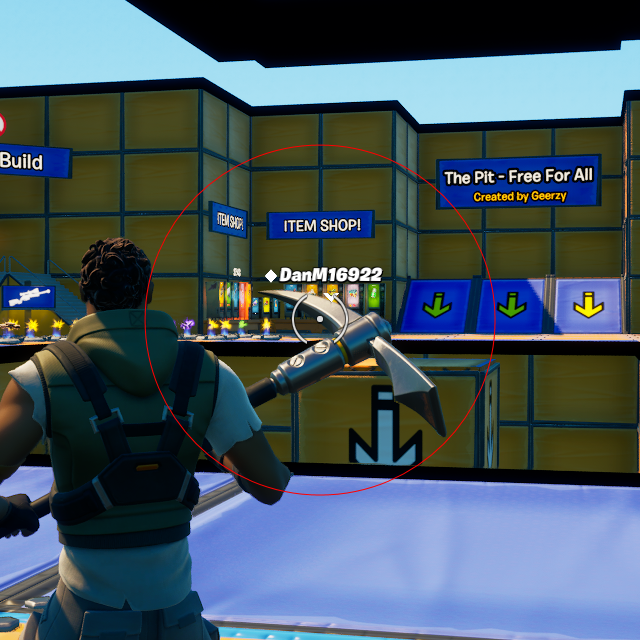 Build
The Pit - Free For All
Created by Geerzy
ITEM SHOP!
ITEM SHOP!
DanM16922